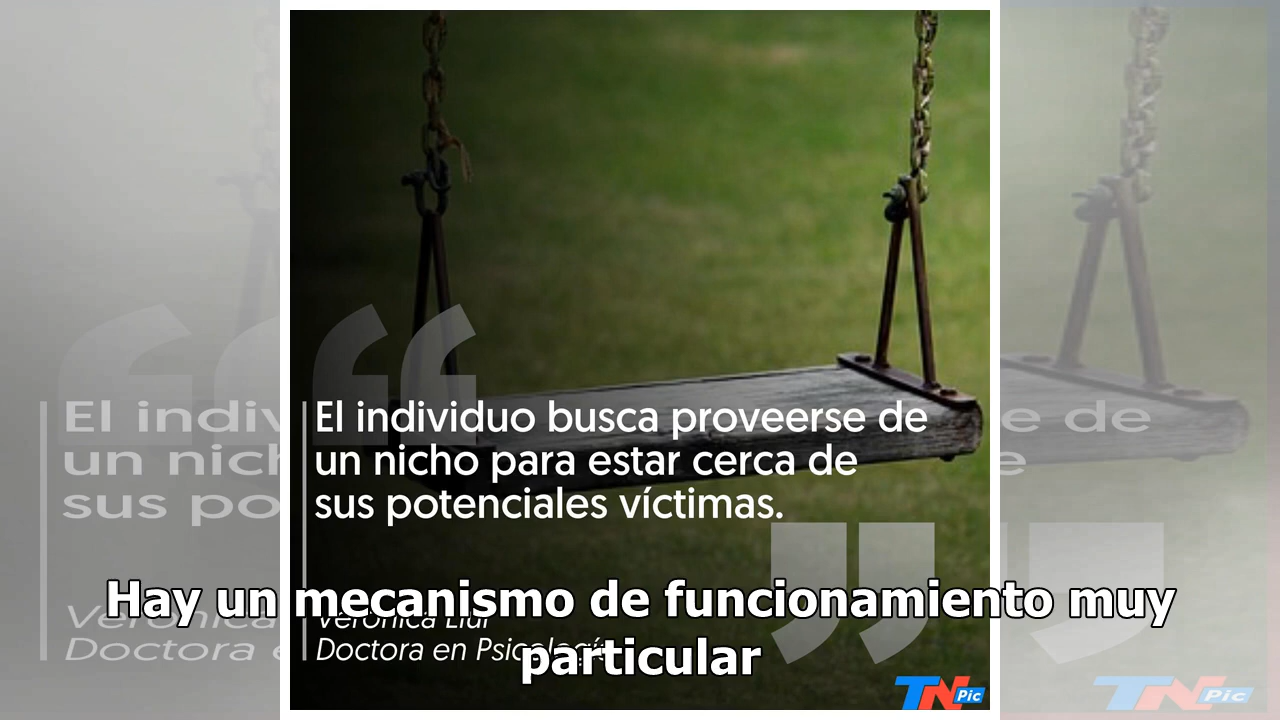 El individuo busca proveerse de
un nicho para estar cerca de
sus potenciales víctimas.
Hay un mecanismo de funcionamiento muy
particular
Verónica
Doctora en Psicología
TN Pic